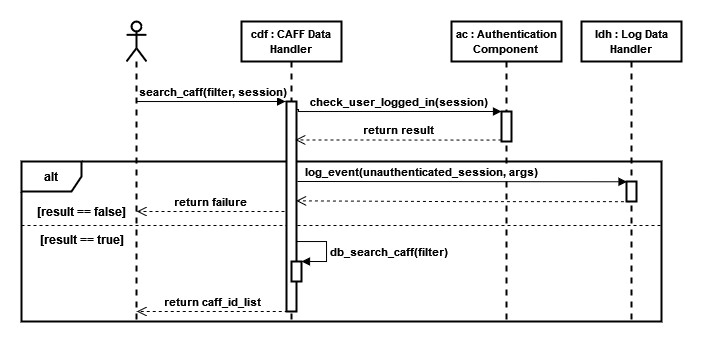 cdf : CAFF Data
Handler
ac : Authentication
Component
ldh : Log Data
Handler
search_caff(filter, session)
check_user_logged_in(session)
return result
alt
log_event(unauthenticated_session, args)
return failure
[result == false]
[result == true]
db_search_caff(filter)
return caff_id_list